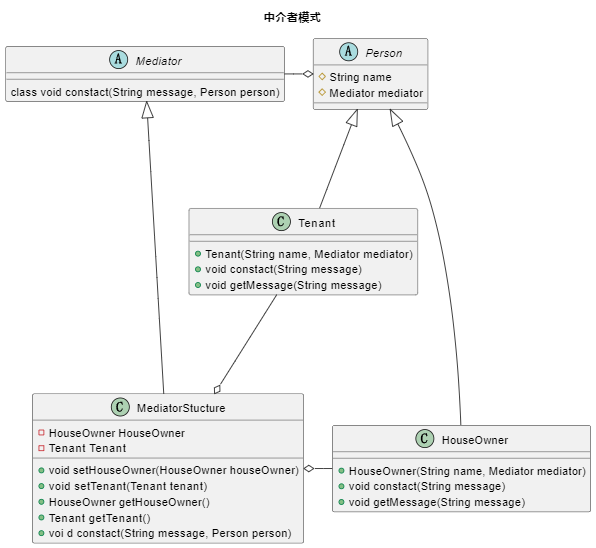 中介者模式
A Mediator
class void constact(String message, Person person)
A Person
String name
Mediator mediator
C Tenant
Tenant(String name, Mediator mediator)
void constact(String message)
void getMessage(String message)
C MediatorStucture
HouseOwner HouseOwner
Tenant Tenant
void setHouseOwner(HouseOwner houseOwner)
void setTenant(Tenant tenant)
HouseOwner getHouseOwner()
Tenant getTenant()
voi d constact(String message, Person person)
C HouseOwner
HouseOwner(String name, Mediator mediator)
void constact(String message)
void getMessage(String message)